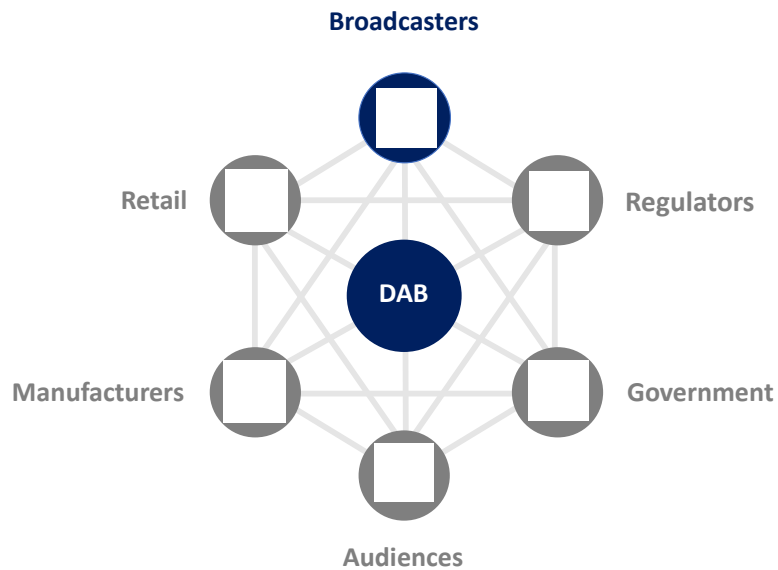 Broadcasters
Retail
Regulators
DAB
Manufacturers
Government
Audiences